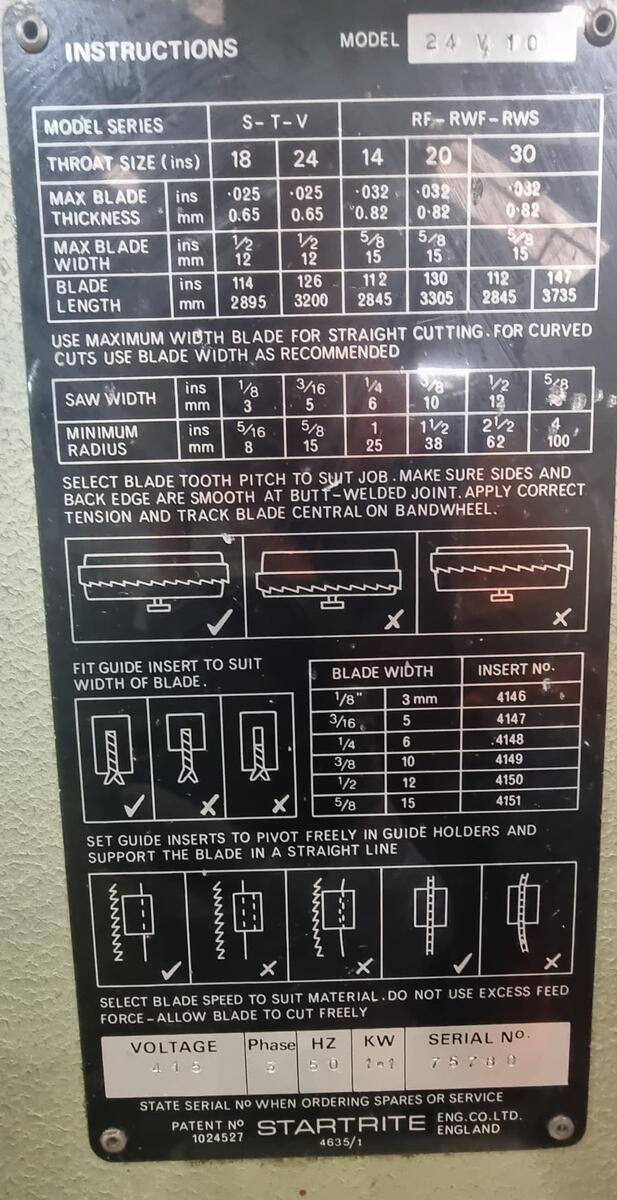 INSTRUCTIONS
MODEL 24 V 10
MODEL SERIES S-T-V RF-RWF-RWS
THROAT SIZE (ins) 18 24 14 20 30
MAX BLADE THICKNESS ins ·025 ·025 ·032 ·032 ·032
mm 0.65 0.65 0.82 0·82 0·82
MAX BLADE WIDTH ins 1/2 1/2 5/8 5/8 5/8
mm 12 12 15 15 15
BLADE LENGTH ins 114 126 112 130 112 147
mm 2895 3200 2845 3305 2845 3735
USE MAXIMUM WIDTH BLADE FOR STRAIGHT CUTTING. FOR CURVED
CUTS USE BLADE WIDTH AS RECOMMENDED
SAW WIDTH ins 1/8 3/16 1/4 3/8 1/2 5/8
mm 3 5 6 10 12
MINIMUM RADIUS ins 5/16 5/8 1 1 1/2 2 1/2 4
mm 8 15 25 38 62 100
SELECT BLADE TOOTH PITCH TO SUIT JOB. MAKE SURE SIDES AND
BACK EDGE ARE SMOOTH AT BUTT-WELDED JOINT. APPLY CORRECT
TENSION AND TRACK BLADE CENTRAL ON BANDWHEEL.
FIT GUIDE INSERT TO SUIT
WIDTH OF BLADE.
BLADE WIDTH INSERT No.
1/8" 3 mm 4146
3/16 5 4147
1/4 6 4148
3/8 10 4149
1/2 12 4150
5/8 15 4151
SET GUIDE INSERTS TO PIVOT FREELY IN GUIDE HOLDERS AND
SUPPORT THE BLADE IN A STRAIGHT LINE
SELECT BLADE SPEED TO SUIT MATERIAL. DO NOT USE EXCESS FEED
FORCE-ALLOW BLADE TO CUT FREELY
VOLTAGE Phase HZ KW SERIAL No.
415 3 50 1·1
STATE SERIAL No WHEN ORDERING SPARES OR SERVICE
PATENT No 1024527 STARTRITE ENG.CO.LTD. ENGLAND
4635/1